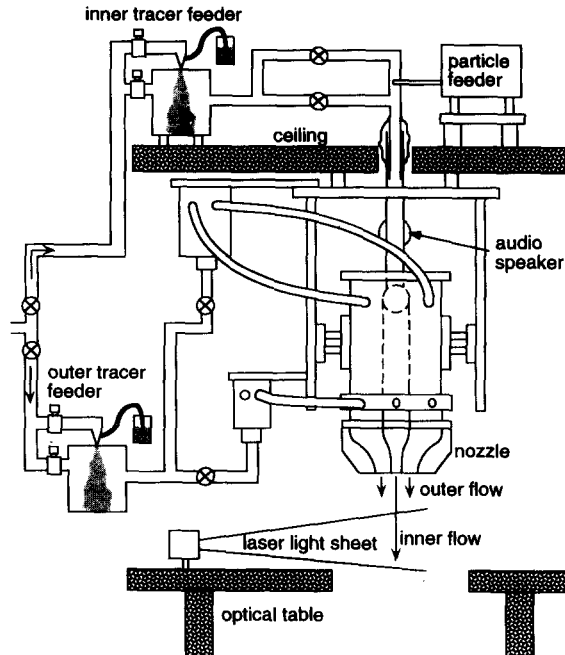 inner tracer feeder
particle
feeder
ceiling
audio
speaker
outer tracer
feeder
nozzle
outer flow
laser light sheet
inner flow
optical table